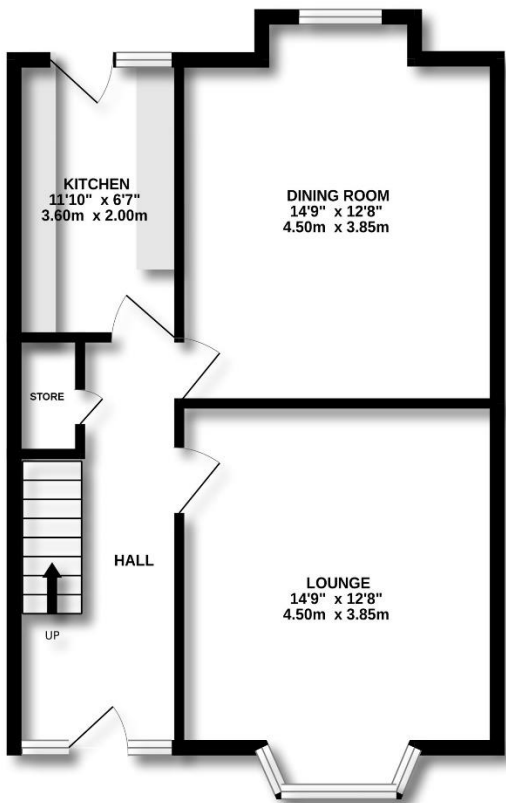 KITCHEN
11'10" x 6'7"
3.60m x 2.00m
DINING ROOM
14'9" x 12'8"
4.50m x 3.85m
STORE
HALL
LOUNGE
14'9" x 12'8"
4.50m x 3.85m
UP